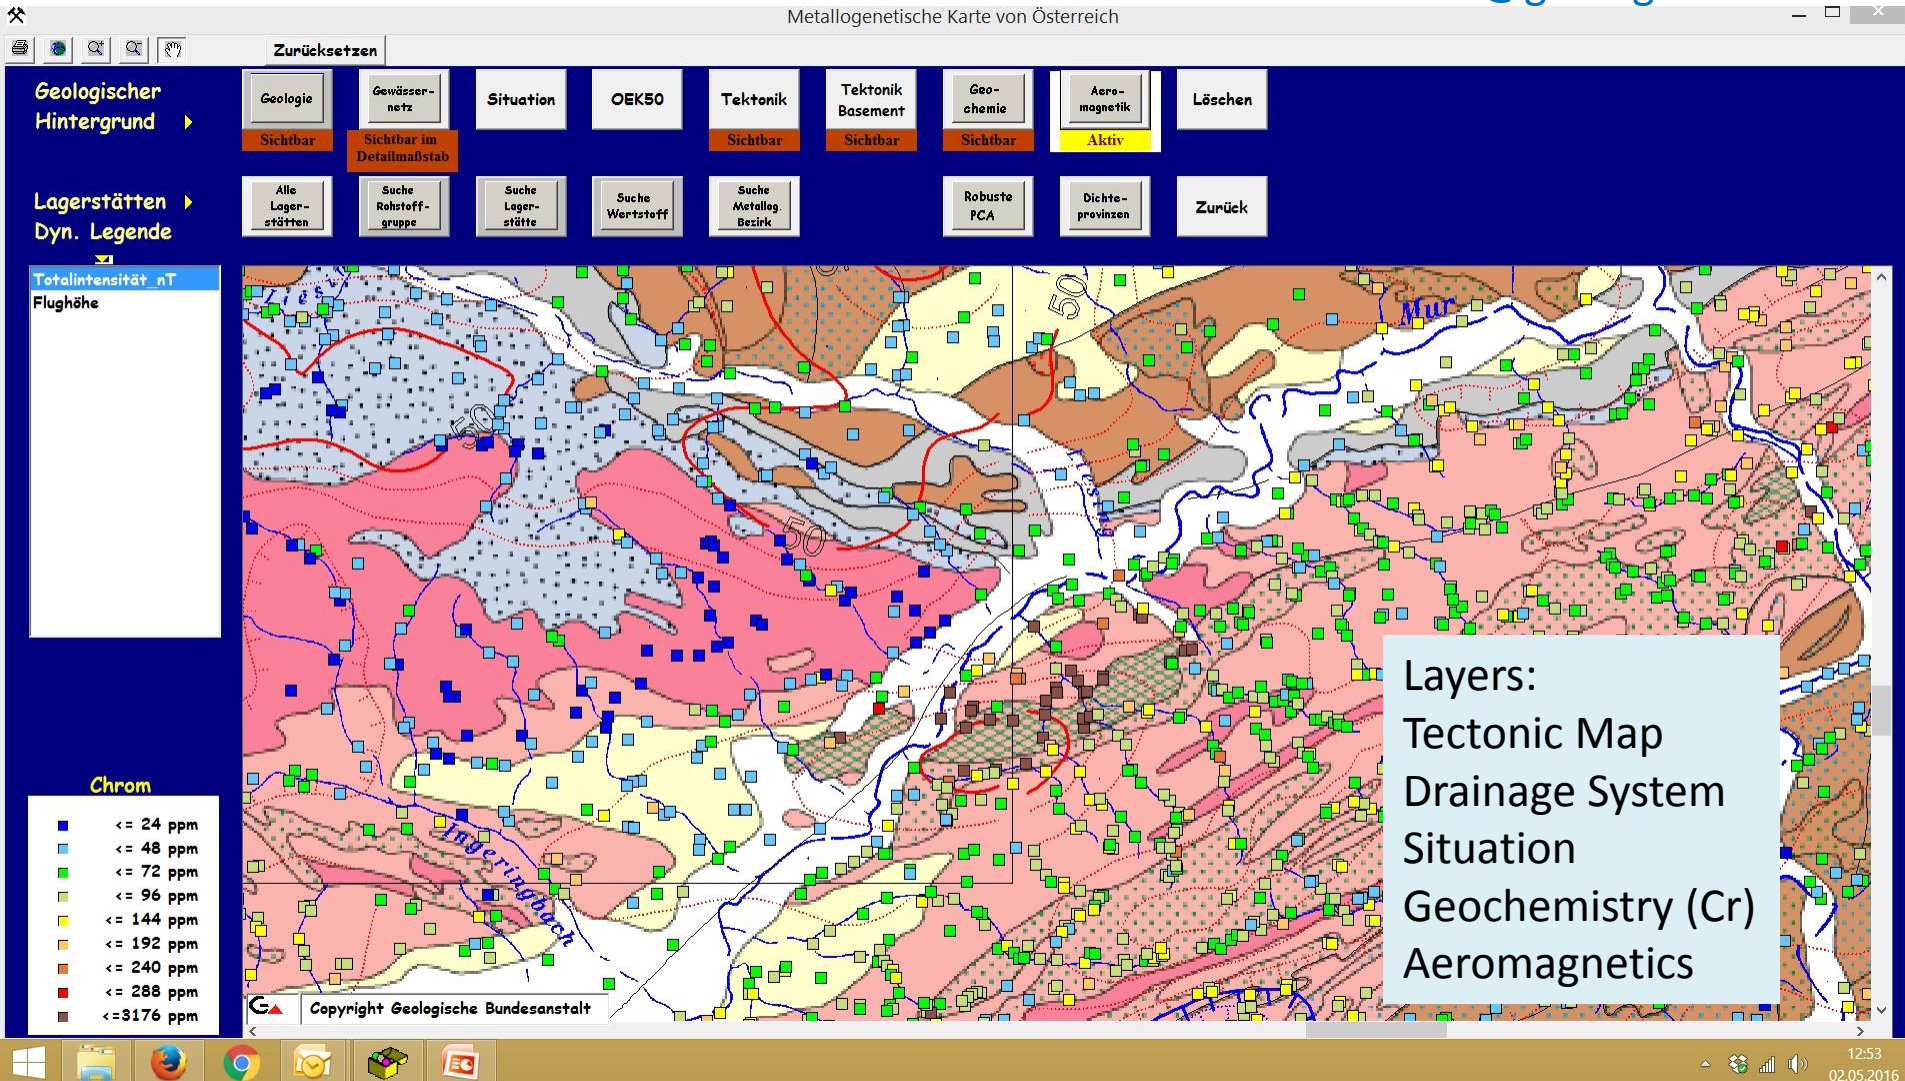 Metallogenetische Karte von Österreich
Zurücksetzen
Geologischer
Hintergrund
Geologie
Gewässer-
netz
Situation
OEK50
Tektonik
Tektonik
Basement
Geo-
chemie
Aero-
magnetik
Löschen
Sichtbar
Sichtbar im
Detailmaßstab
Sichtbar
Sichtbar
Sichtbar
Aktiv
Lagerstätten
Dyn. Legende
Alle
Lager-
stätten
Suche
Rohstoff-
gruppe
Suche
Lager-
stätte
Suche
Wertstoff
Suche
Metallog.
Bezirk
Robuste
PCA
Dichte-
provinzen
Zurück
Totalintensität_nT
Flughöhe
50
Mur
50
50
Liesing
Ingeringbach
Layers:
Tectonic Map
Drainage System
Situation
Geochemistry (Cr)
Aeromagnetics
Chrom
<= 24 ppm
<= 48 ppm
<= 72 ppm
<= 96 ppm
<= 144 ppm
<= 192 ppm
<= 240 ppm
<= 288 ppm
<=3176 ppm
Copyright Geologische Bundesanstalt
12:53
02.05.2016